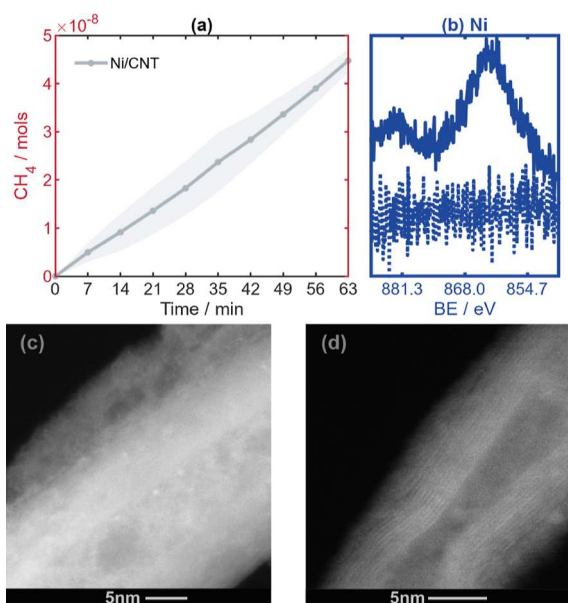 (a)
×10⁻⁸
Ni/CNT
CH₄ / mols
5
4
3
2
1
0
0 7 14 21 28 35 42 49 56 63
Time / min
(b) Ni
881.3 868.0 854.7
BE / eV
(c)
5nm
(d)
5nm